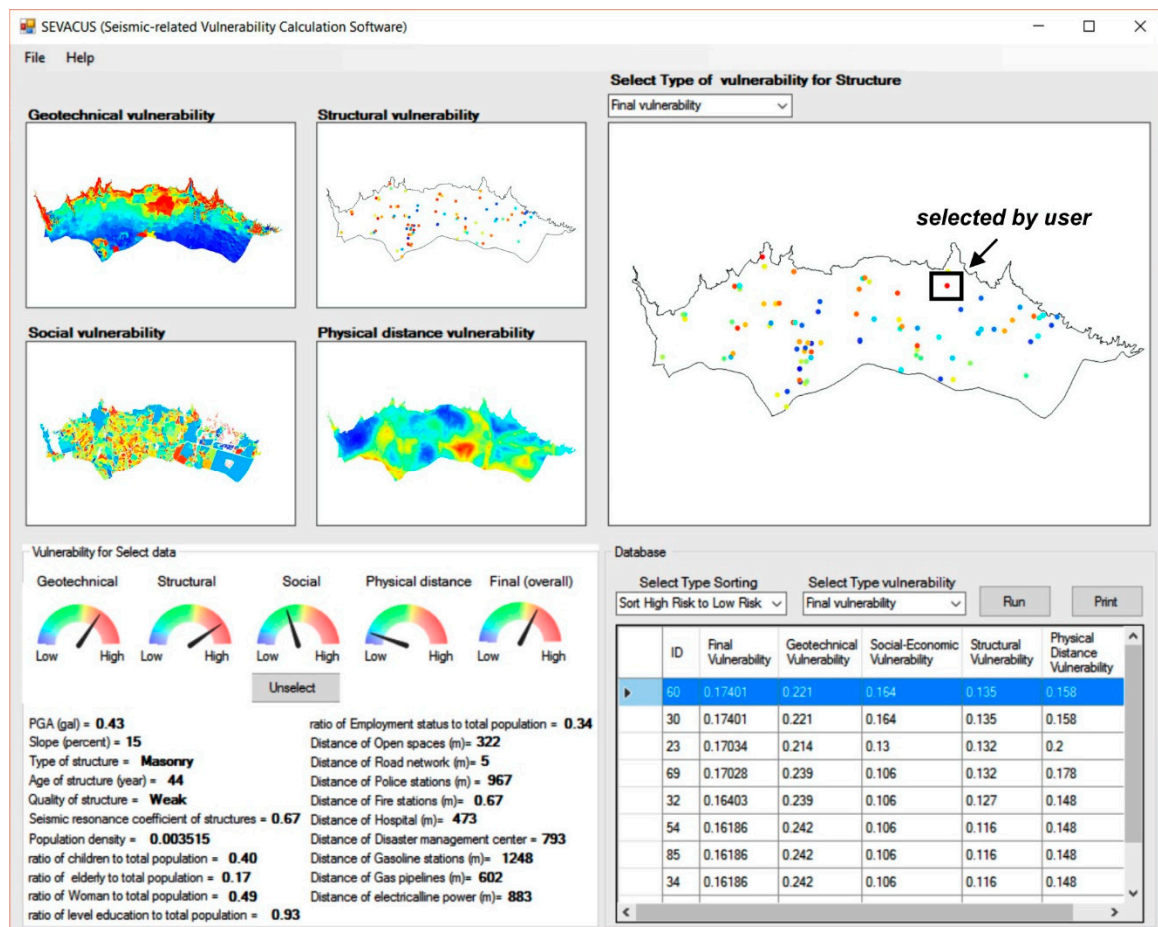 SEVACUS (Seismic-related Vulnerability Calculation Software)
File Help
Geotechnical vulnerability
Structural vulnerability
Social vulnerability
Physical distance vulnerability
Select Type of vulnerability for Structure
Final vulnerability
selected by user
Vulnerability for Select data
Geotechnical Structural Social Physical distance Final (overall)
Low High Low High Low High Low High Low High
Unselect
PGA (gal) = 0.43
Slope (percent) = 15
Type of structure = Masonry
Age of structure (year) = 44
Quality of structure = Weak
Seismic resonance coefficient of structures = 0.67
Population density = 0.003515
ratio of children to total population = 0.40
ratio of elderly to total population = 0.17
ratio of Woman to total population = 0.49
ratio of level education to total population = 0.93
ratio of Employment status to total population = 0.34
Distance of Open spaces (m)= 322
Distance of Road network (m)= 5
Distance of Police stations (m) = 967
Distance of Fire stations (m)= 0.67
Distance of Hospital (m)= 473
Distance of Disaster management center = 793
Distance of Gasoline stations (m)= 1248
Distance of Gas pipelines (m)= 602
Distance of electricalline power (m)= 883
Database
Select Type Sorting Select Type vulnerability
Sort High Risk to Low Risk Final vulnerability Run Print
ID Final Vulnerability Geotechnical Vulnerability Social-Economic Vulnerability Structural Vulnerability Physical Distance Vulnerability
60 0.17401 0.221 0.164 0.135 0.158
30 0.17401 0.221 0.164 0.135 0.158
23 0.17034 0.214 0.13 0.132 0.2
69 0.17028 0.239 0.106 0.132 0.178
32 0.16403 0.239 0.106 0.127 0.148
54 0.16186 0.242 0.106 0.116 0.148
85 0.16186 0.242 0.106 0.116 0.148
34 0.16186 0.242 0.106 0.116 0.148